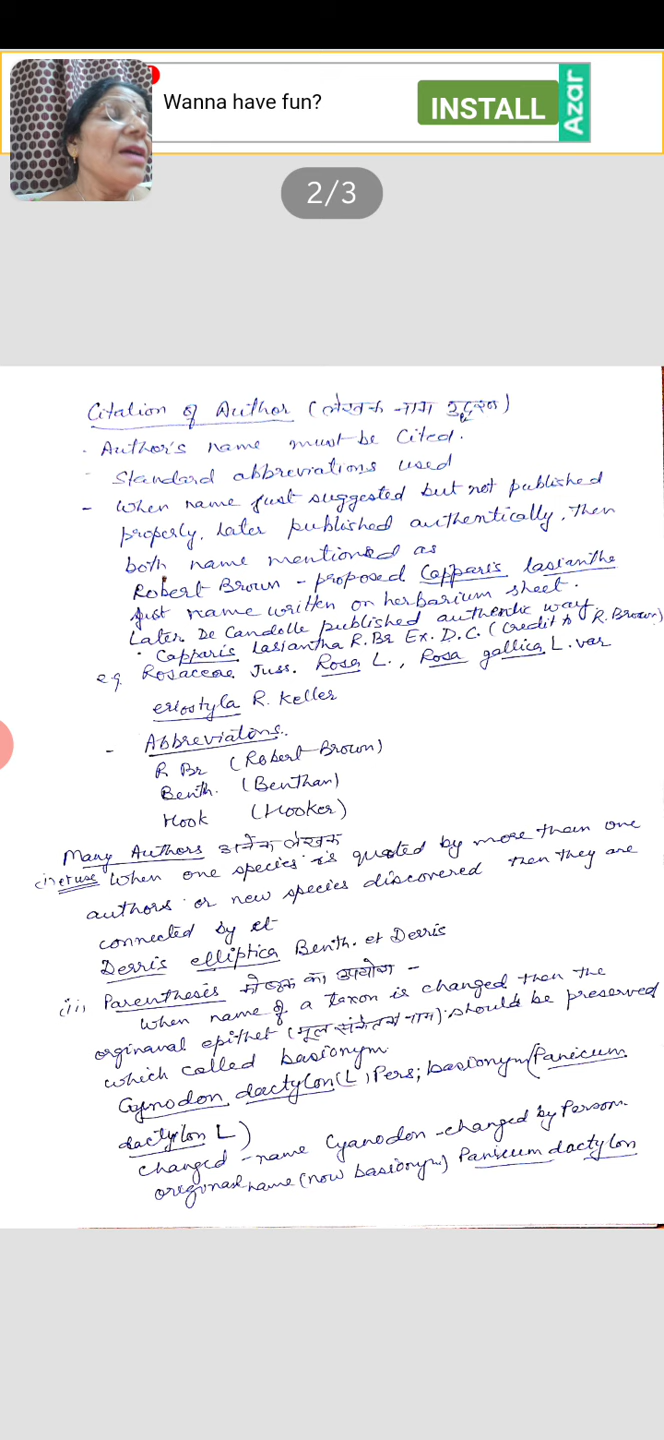 Wanna have fun?
INSTALL
Azar
2/3
Citation of Author (लेखक नाम उद्धरण)
· Author's name must be Cited.
- Standard abbreviations used
- When name just suggested but not published
properly. Later published authentically, then
both name mentioned as
Robert Brown - proposed Capparis lasianthe
just name written on herbarium sheet.
Later De Candolle published authentic way
· Capparis Lasiantha R.Br Ex. D.C. (Credit to R.Brown)
e.g. Rosaceae Juss. Rosa L., Rosa gallica L. var
eriostyla R. Keller
- Abbreviatons.
R Br (Robert Brown)
Benth. (Benthan)
Hook (Hooker)
Many Authors अनेक लेखक
When one species is quoted by more than one
authors or new species discovered then they are
connected by et
Derris elliptica Benth. et Derris
(ii) Parenthesis का उपयोग -
When name of a taxon is changed then the
orginaval epithet (मूल संकेतक नाम) should be preserved
which called basionym.
Cynodon dactylon (L) Pers; basionym (Panicum
dactylon L)
changed - name Cyanodon - changed by Person.
name (now basionym) Panicum dactylon